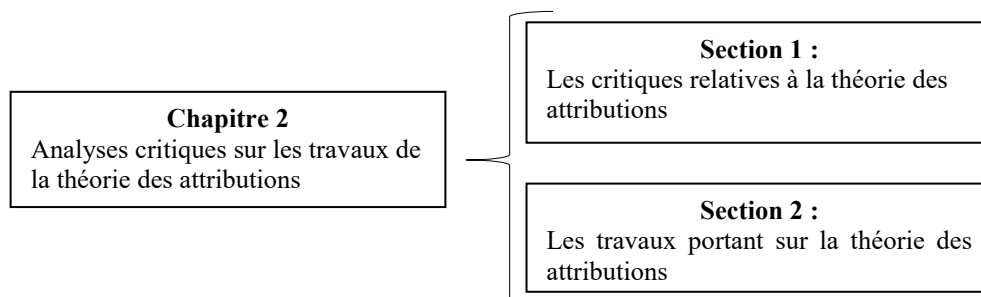 Chapitre 2
Analyses critiques sur les travaux de
la théorie des attributions
Section 1 :
Les critiques relatives à la théorie des
attributions
Section 2 :
Les travaux portant sur la théorie des
attributions